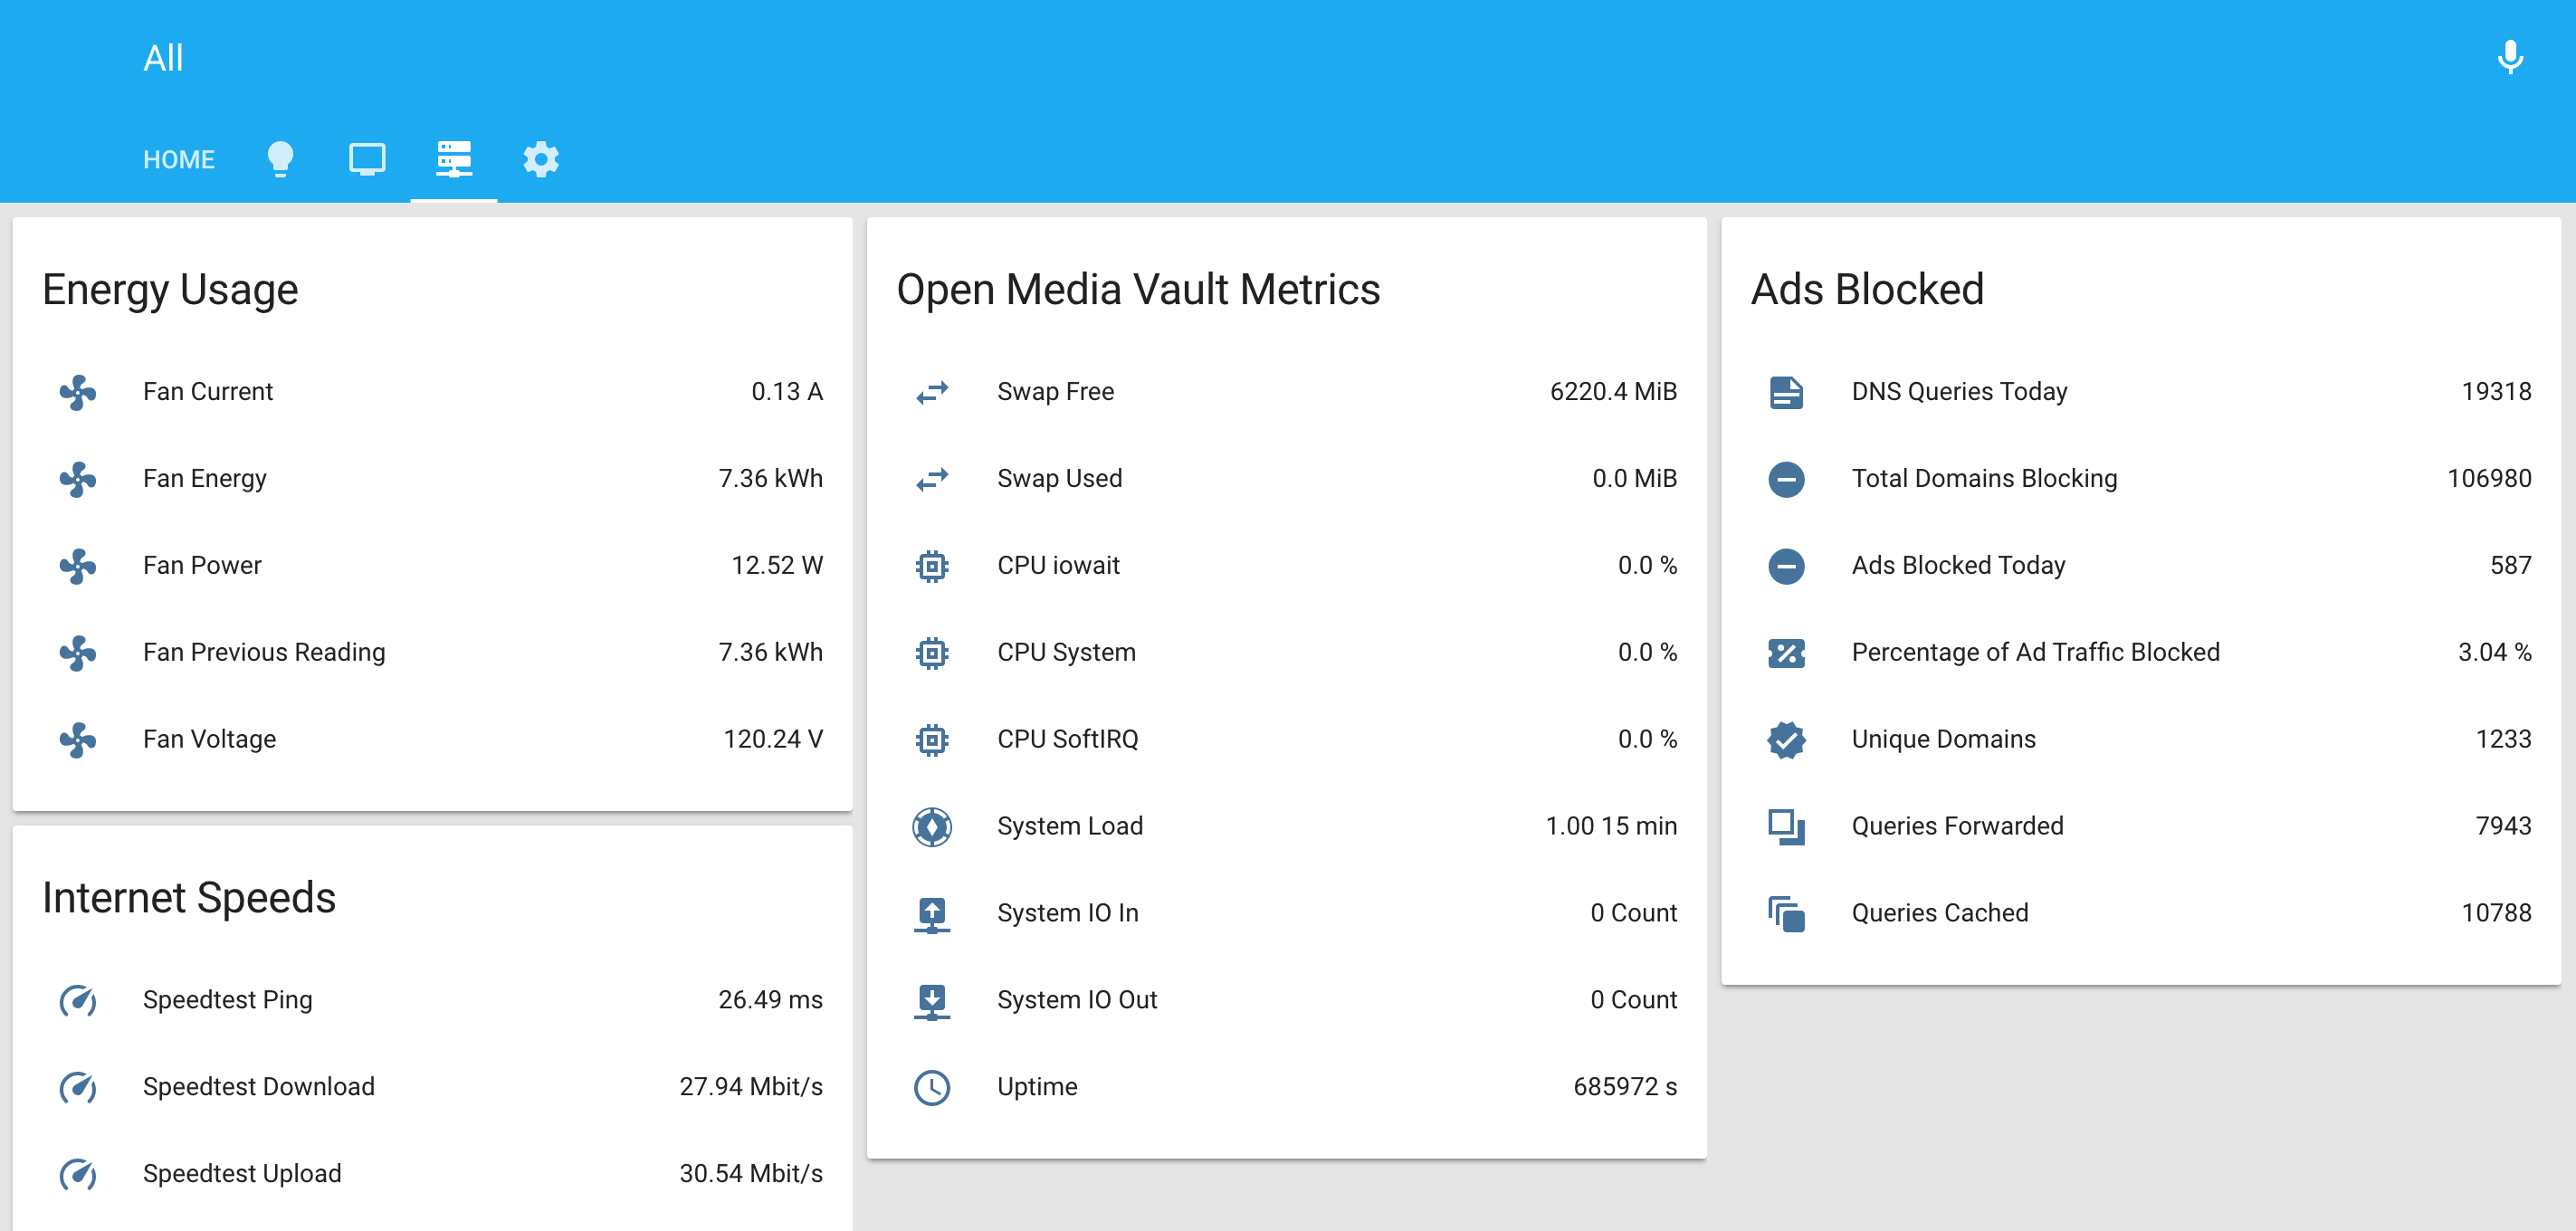 All
HOME
Energy Usage
Fan Current 0.13 A
Fan Energy 7.36 kWh
Fan Power 12.52 W
Fan Previous Reading 7.36 kWh
Fan Voltage 120.24 V
Internet Speeds
Speedtest Ping 26.49 ms
Speedtest Download 27.94 Mbit/s
Speedtest Upload 30.54 Mbit/s
Open Media Vault Metrics
Swap Free 6220.4 MiB
Swap Used 0.0 MiB
CPU iowait 0.0 %
CPU System 0.0 %
CPU SoftIRQ 0.0 %
System Load 1.00 15 min
System IO In 0 Count
System IO Out 0 Count
Uptime 685972 s
Ads Blocked
DNS Queries Today 19318
Total Domains Blocking 106980
Ads Blocked Today 587
Percentage of Ad Traffic Blocked 3.04 %
Unique Domains 1233
Queries Forwarded 7943
Queries Cached 10788